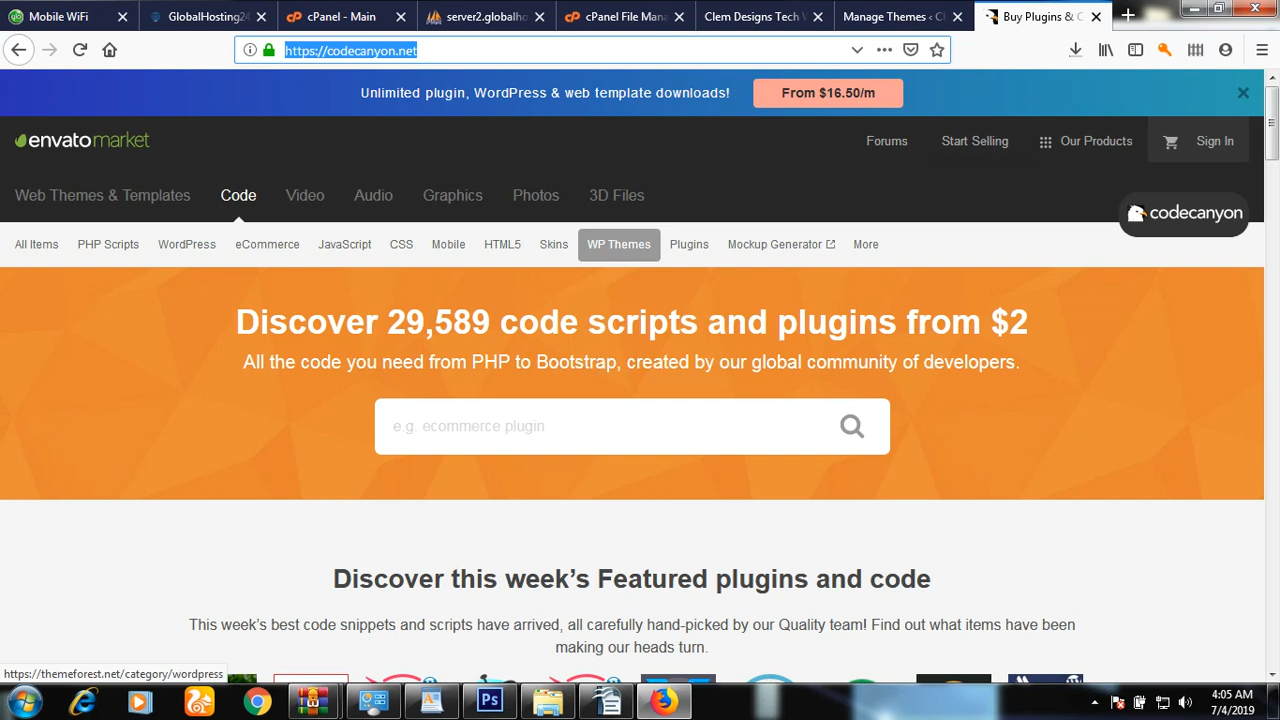 Mobile WiFi
GlobalHosting24
cPanel - Main
server2.globalho
cPanel File Mana
Clem Designs Tech W
Manage Themes ‹ Cl
Buy Plugins & C
https://codecanyon.net
Unlimited plugin, WordPress & web template downloads!
From $16.50/m
envatomarket
Forums
Start Selling
Our Products
Sign In
Web Themes & Templates
Code
Video
Audio
Graphics
Photos
3D Files
codecanyon
All Items
PHP Scripts
WordPress
eCommerce
JavaScript
CSS
Mobile
HTML5
Skins
WP Themes
Plugins
Mockup Generator
More
Discover 29,589 code scripts and plugins from $2
All the code you need from PHP to Bootstrap, created by our global community of developers.
e.g. ecommerce plugin
Discover this week’s Featured plugins and code
This week’s best code snippets and scripts have arrived, all carefully hand-picked by our Quality team! Find out what items have been
making our heads turn.
https://themeforest.net/category/wordpress
Ps
4:05 AM
7/4/2019